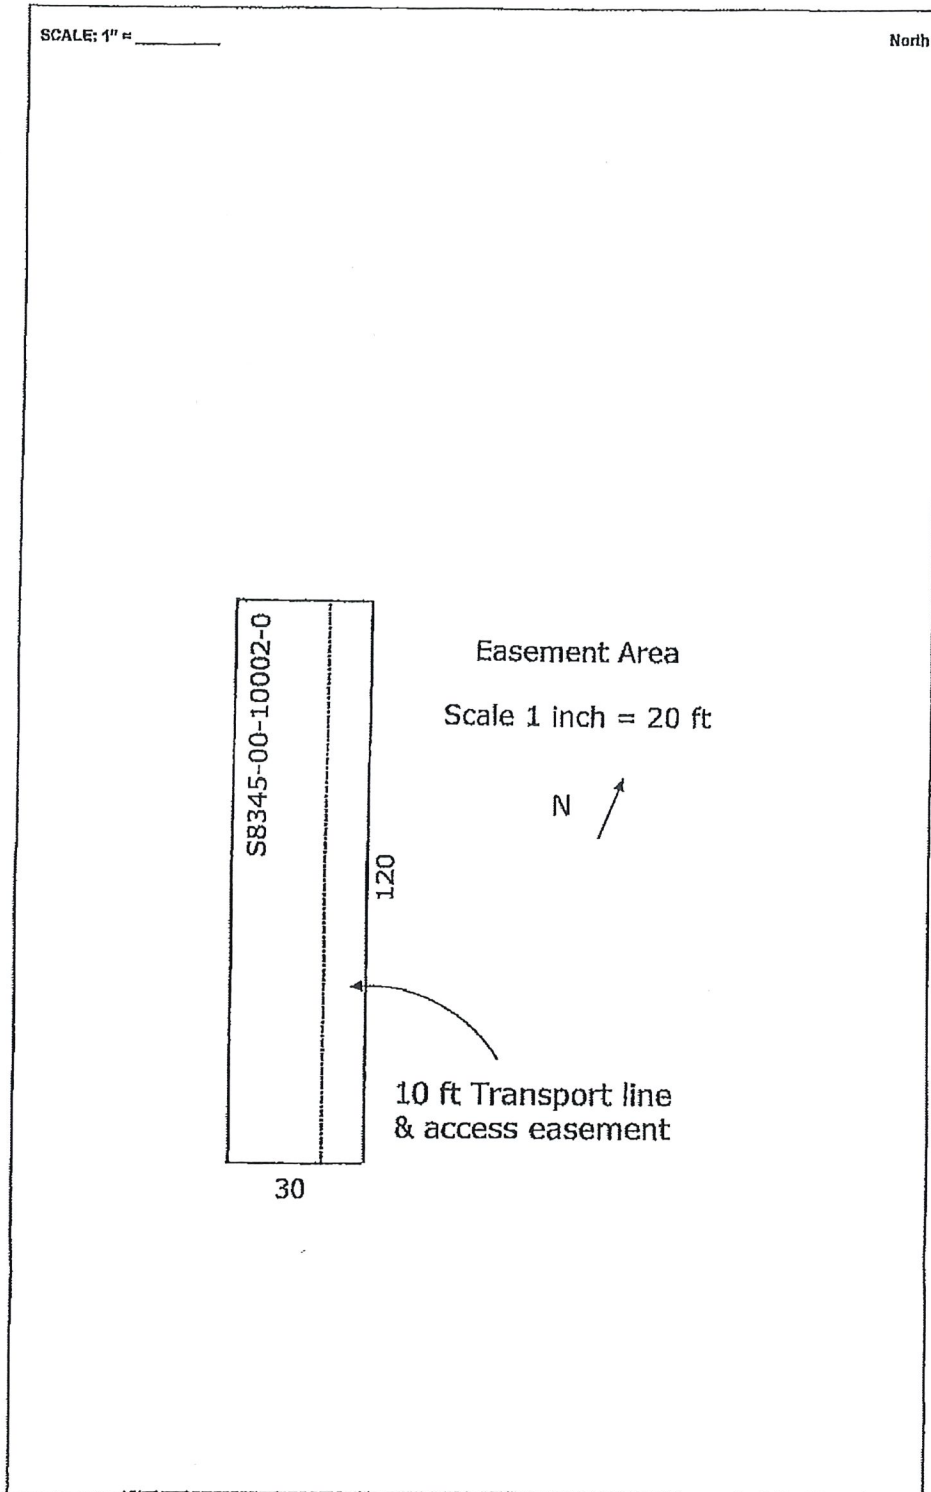 SCALE: 1" = ________
North
S8345-00-10002-0
Easement Area
Scale 1 inch = 20 ft
N
120
10 ft Transport line
& access easement
30